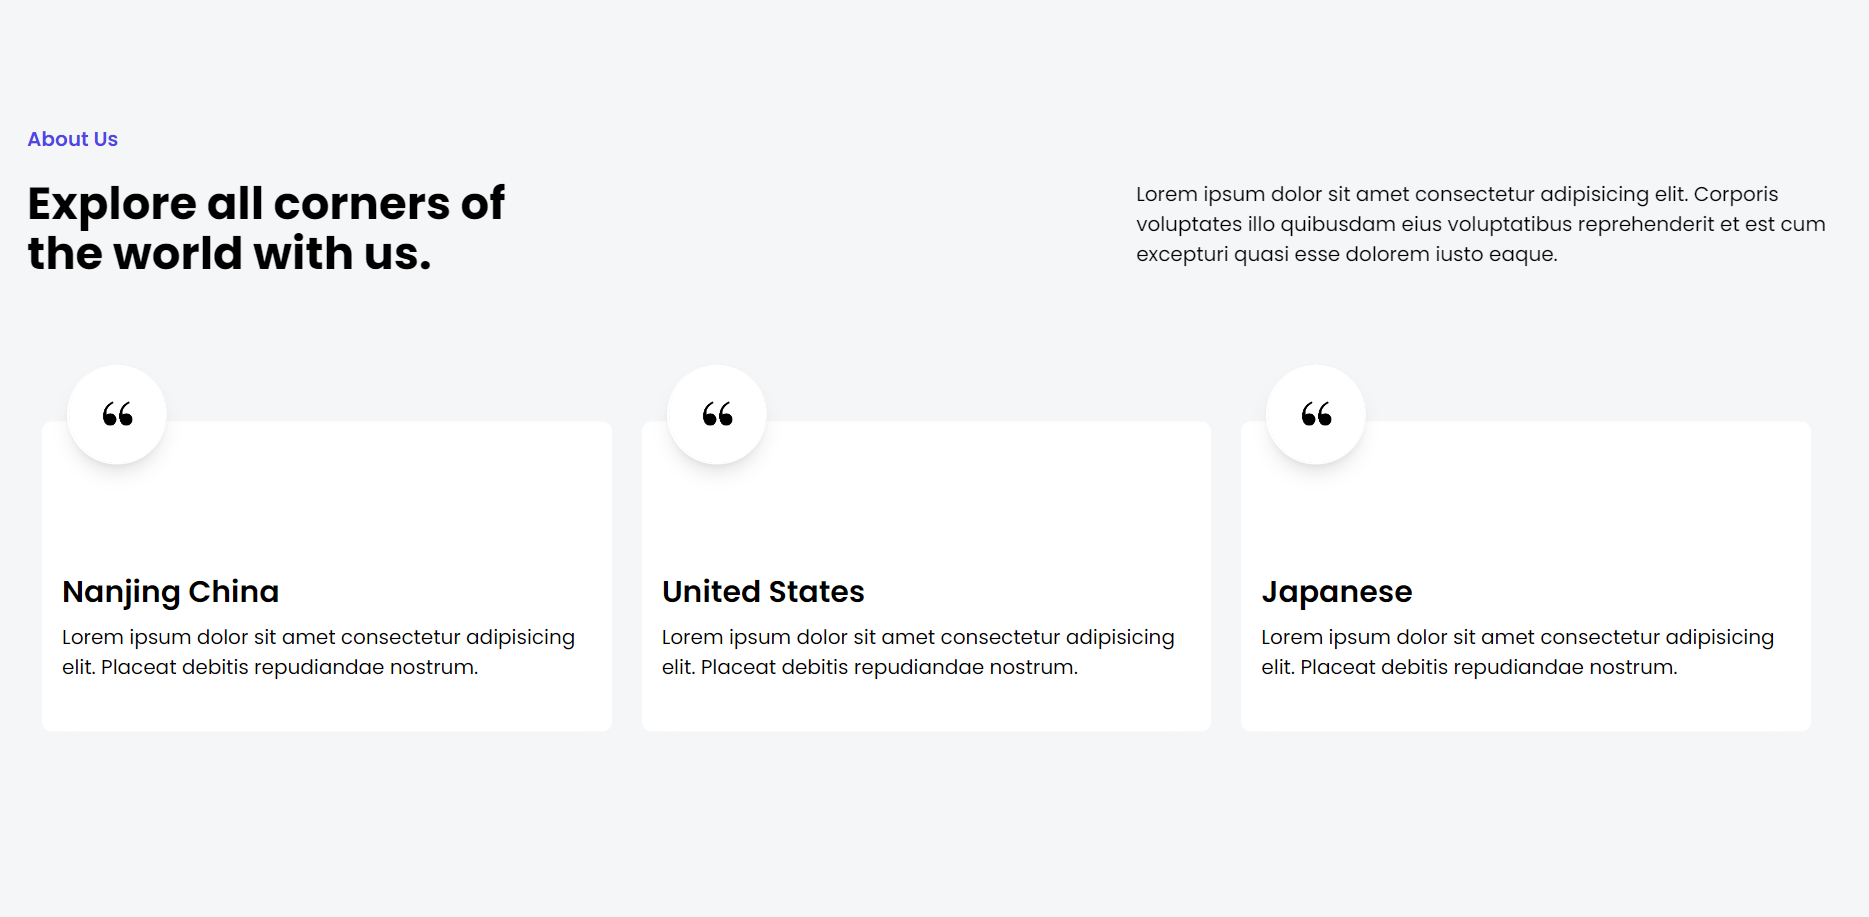 About Us
Explore all corners of
the world with us.
Lorem ipsum dolor sit amet consectetur adipisicing elit. Corporis
voluptates illo quibusdam eius voluptatibus reprehenderit et est cum
excepturi quasi esse dolorem iusto eaque.
“
Nanjing China
Lorem ipsum dolor sit amet consectetur adipisicing
elit. Placeat debitis repudiandae nostrum.
“
United States
Lorem ipsum dolor sit amet consectetur adipisicing
elit. Placeat debitis repudiandae nostrum.
“
Japanese
Lorem ipsum dolor sit amet consectetur adipisicing
elit. Placeat debitis repudiandae nostrum.